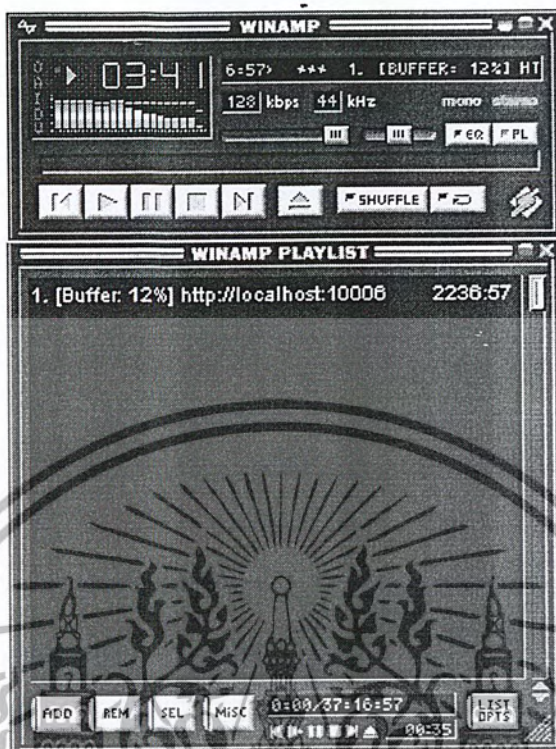 WINAMP
03:41
6:57) *** 1. [BUFFER: 12%] HT
128 kbps 44 kHz mono stereo
EQ PL
SHUFFLE
WINAMP PLAYLIST
1. [Buffer: 12%] http://localhost:10006 2236:57
ADD REM SEL MISC 0:00/37:16:57 LIST OPTS
00:35